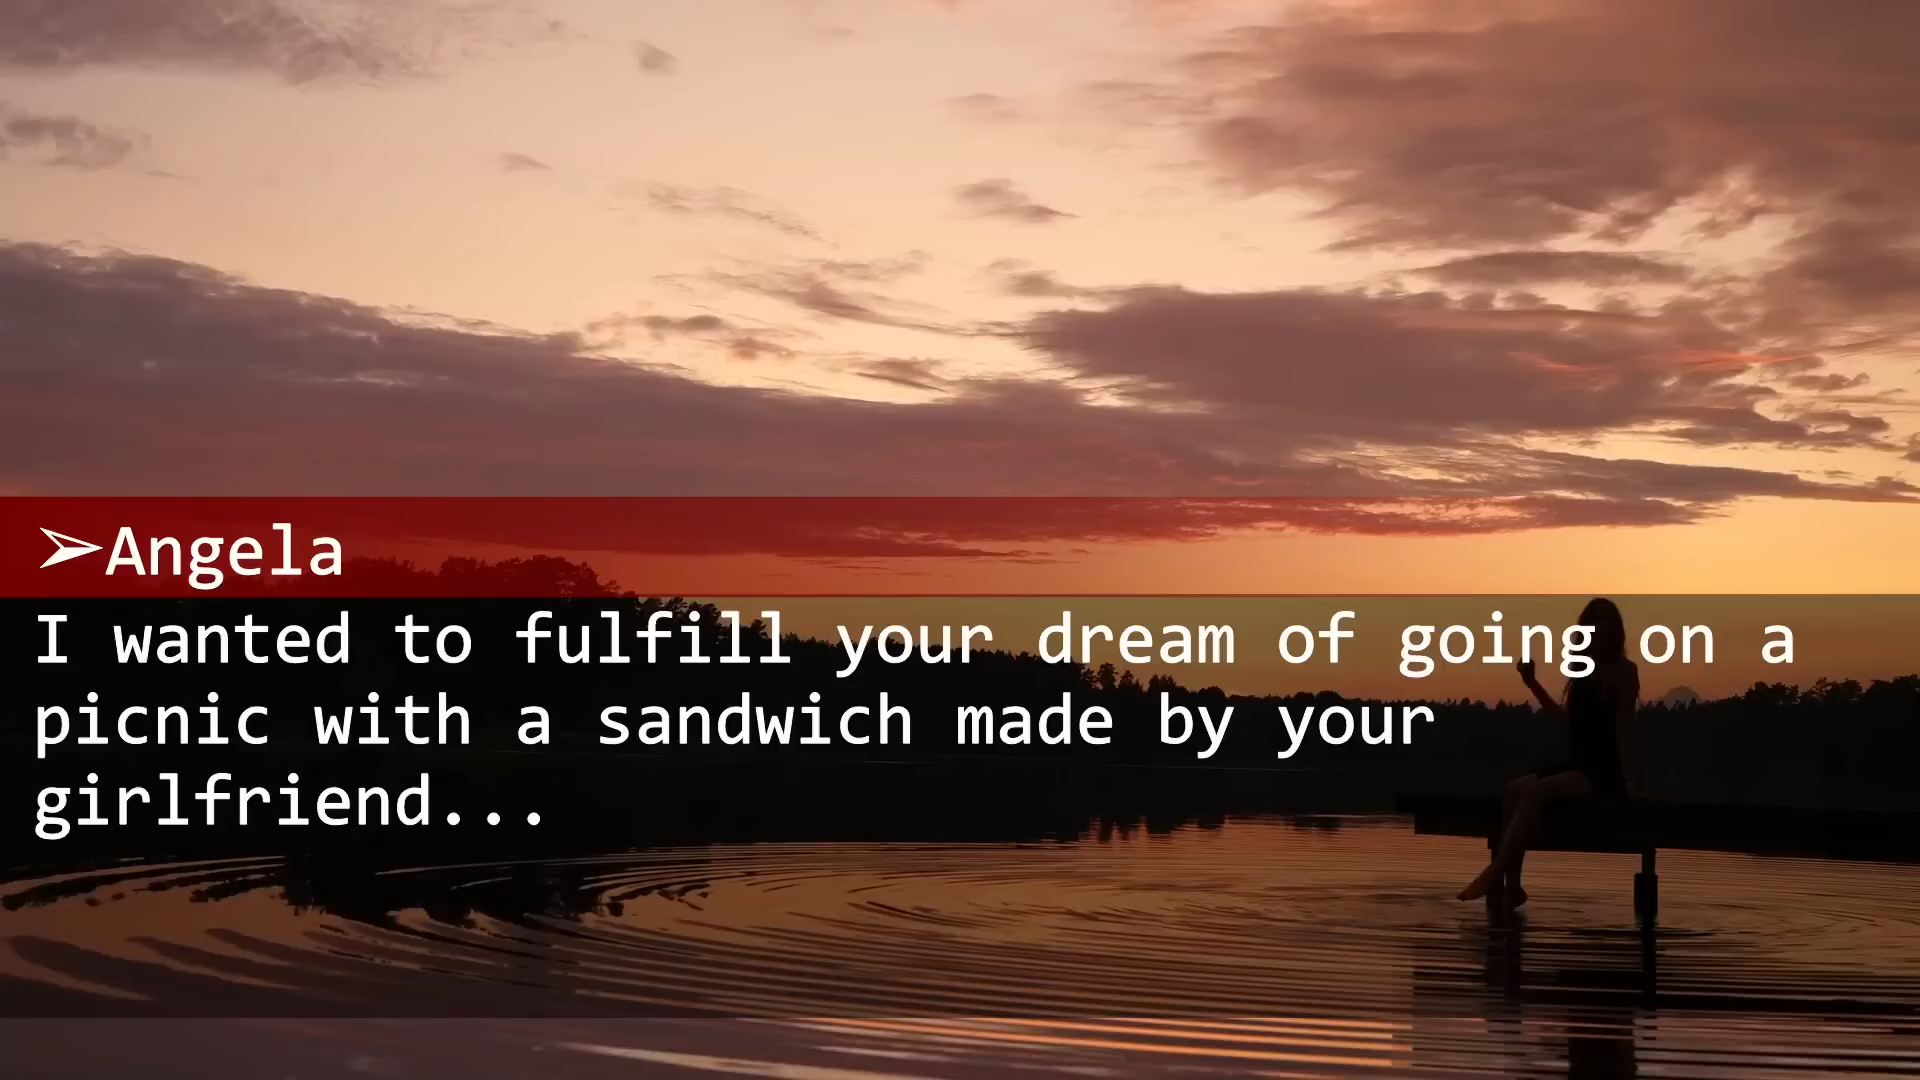 ➢Angela
I wanted to fulfill your dream of going on a
picnic with a sandwich made by your
girlfriend...